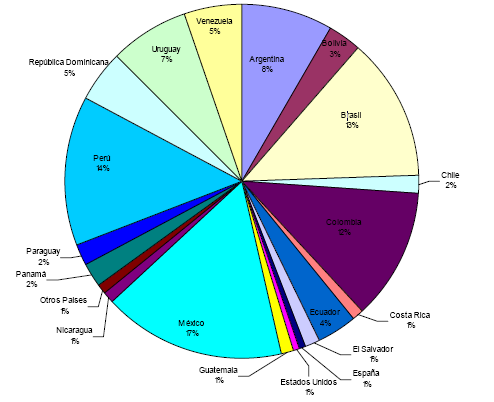 Venezuela
5%
Argentina
8%
Bolivia
3%
Brasil
13%
Chile
2%
Colombia
12%
Costa Rica
1%
Ecuador
4%
El Salvador
1%
España
1%
Estados Unidos
1%
Guatemala
1%
México
17%
Nicaragua
1%
Otros Paises
1%
Panamá
2%
Paraguay
2%
Perú
14%
República Dominicana
5%
Uruguay
7%